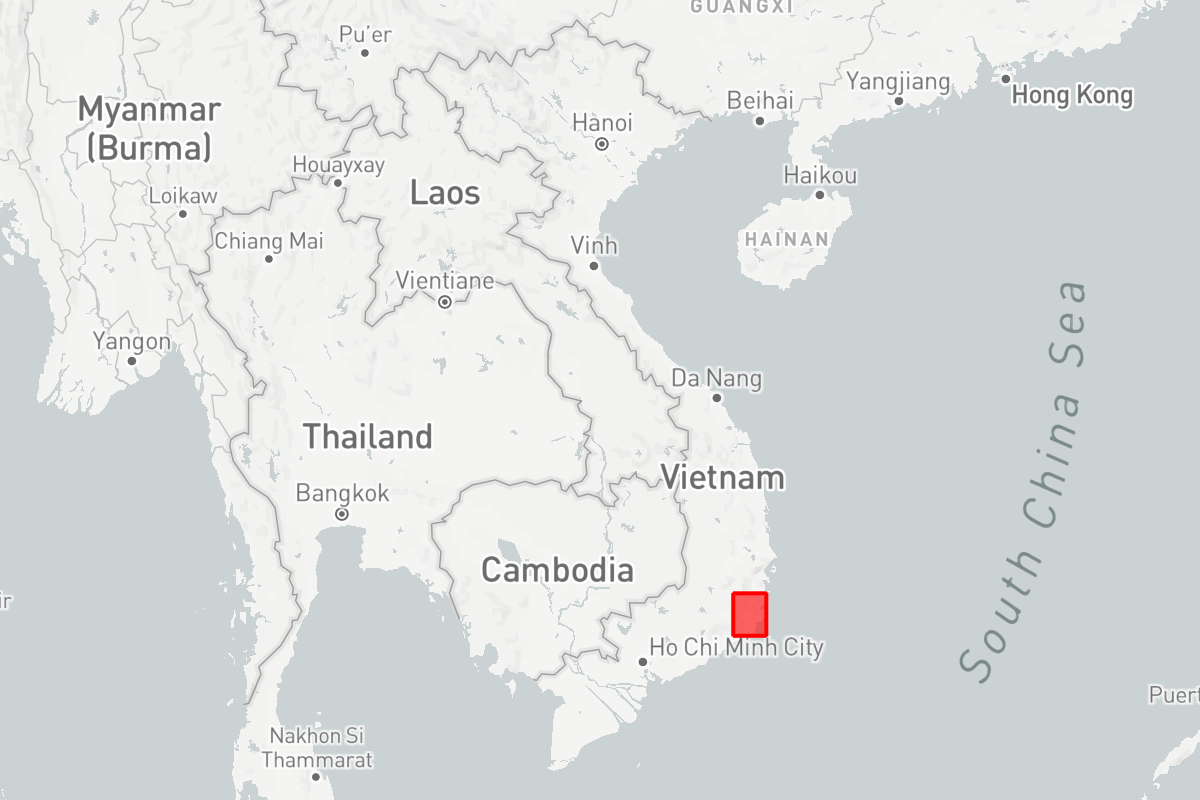 GUANGXI
Pu'er
Yangjiang
Hong Kong
Beihai
Myanmar
(Burma)
Hanoi
Houayxay
Haikou
Loikaw
Laos
Chiang Mai
Vinh
HAINAN
Vientiane
Yangon
South China Sea
Da Nang
Thailand
Vietnam
Bangkok
Cambodia
Ho Chi Minh City
Nakhon Si
Thammarat